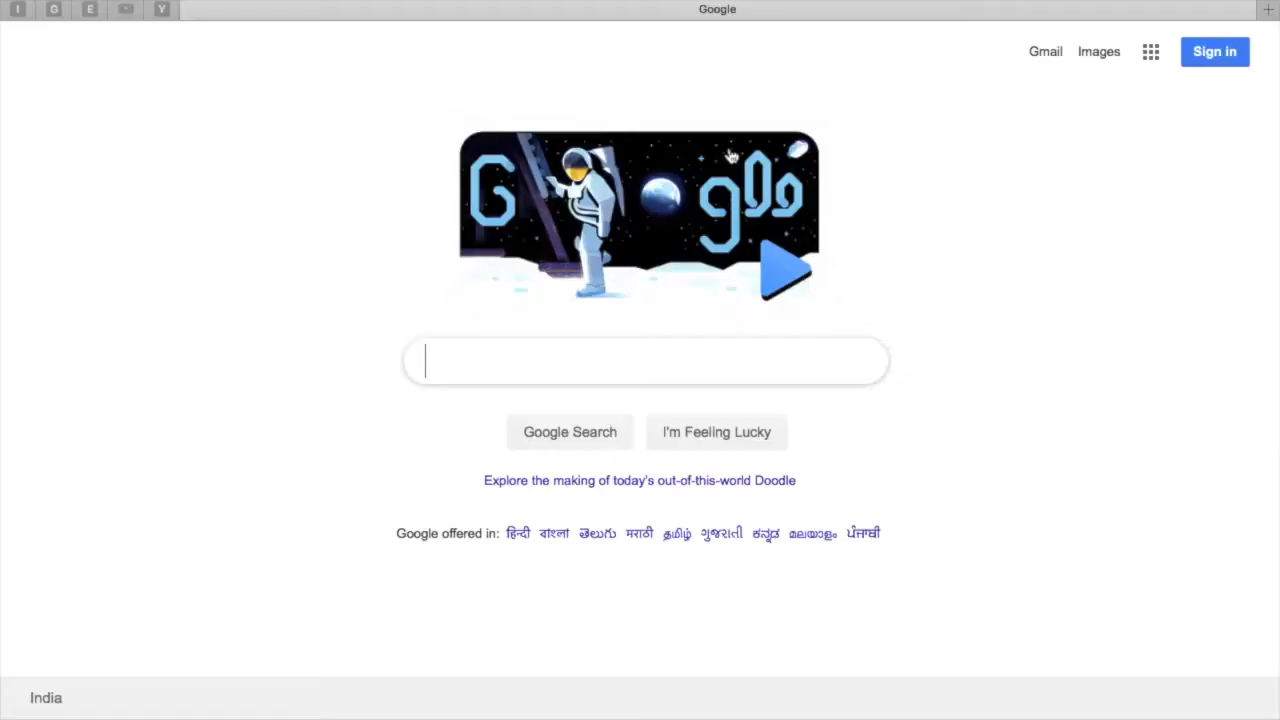 I G E Y Google
Gmail Images Sign in
Google Search I'm Feeling Lucky
Explore the making of today's out-of-this-world Doodle
Google offered in: हिन्दी বাংলা తెలుగు मराठी தமிழ் ગુજરાતી ಕನ್ನಡ മലയാളം ਪੰਜਾਬੀ
India